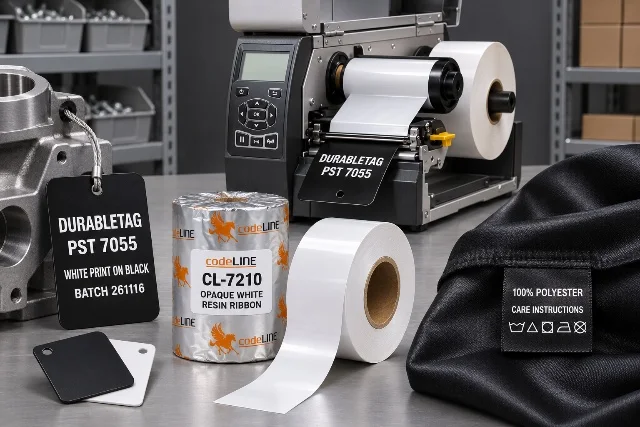 DURABLETAG
PST 7055
DURABLETAG
PST 7055
WHITE PRINT ON BLACK
BATCH 261116
codeLINE
LINE
codeLINE
CL-7210
OPAQUE WHITE
RESIN RIBBON
codeLINE
100% POLYESTER
CARE INSTRUCTIONS